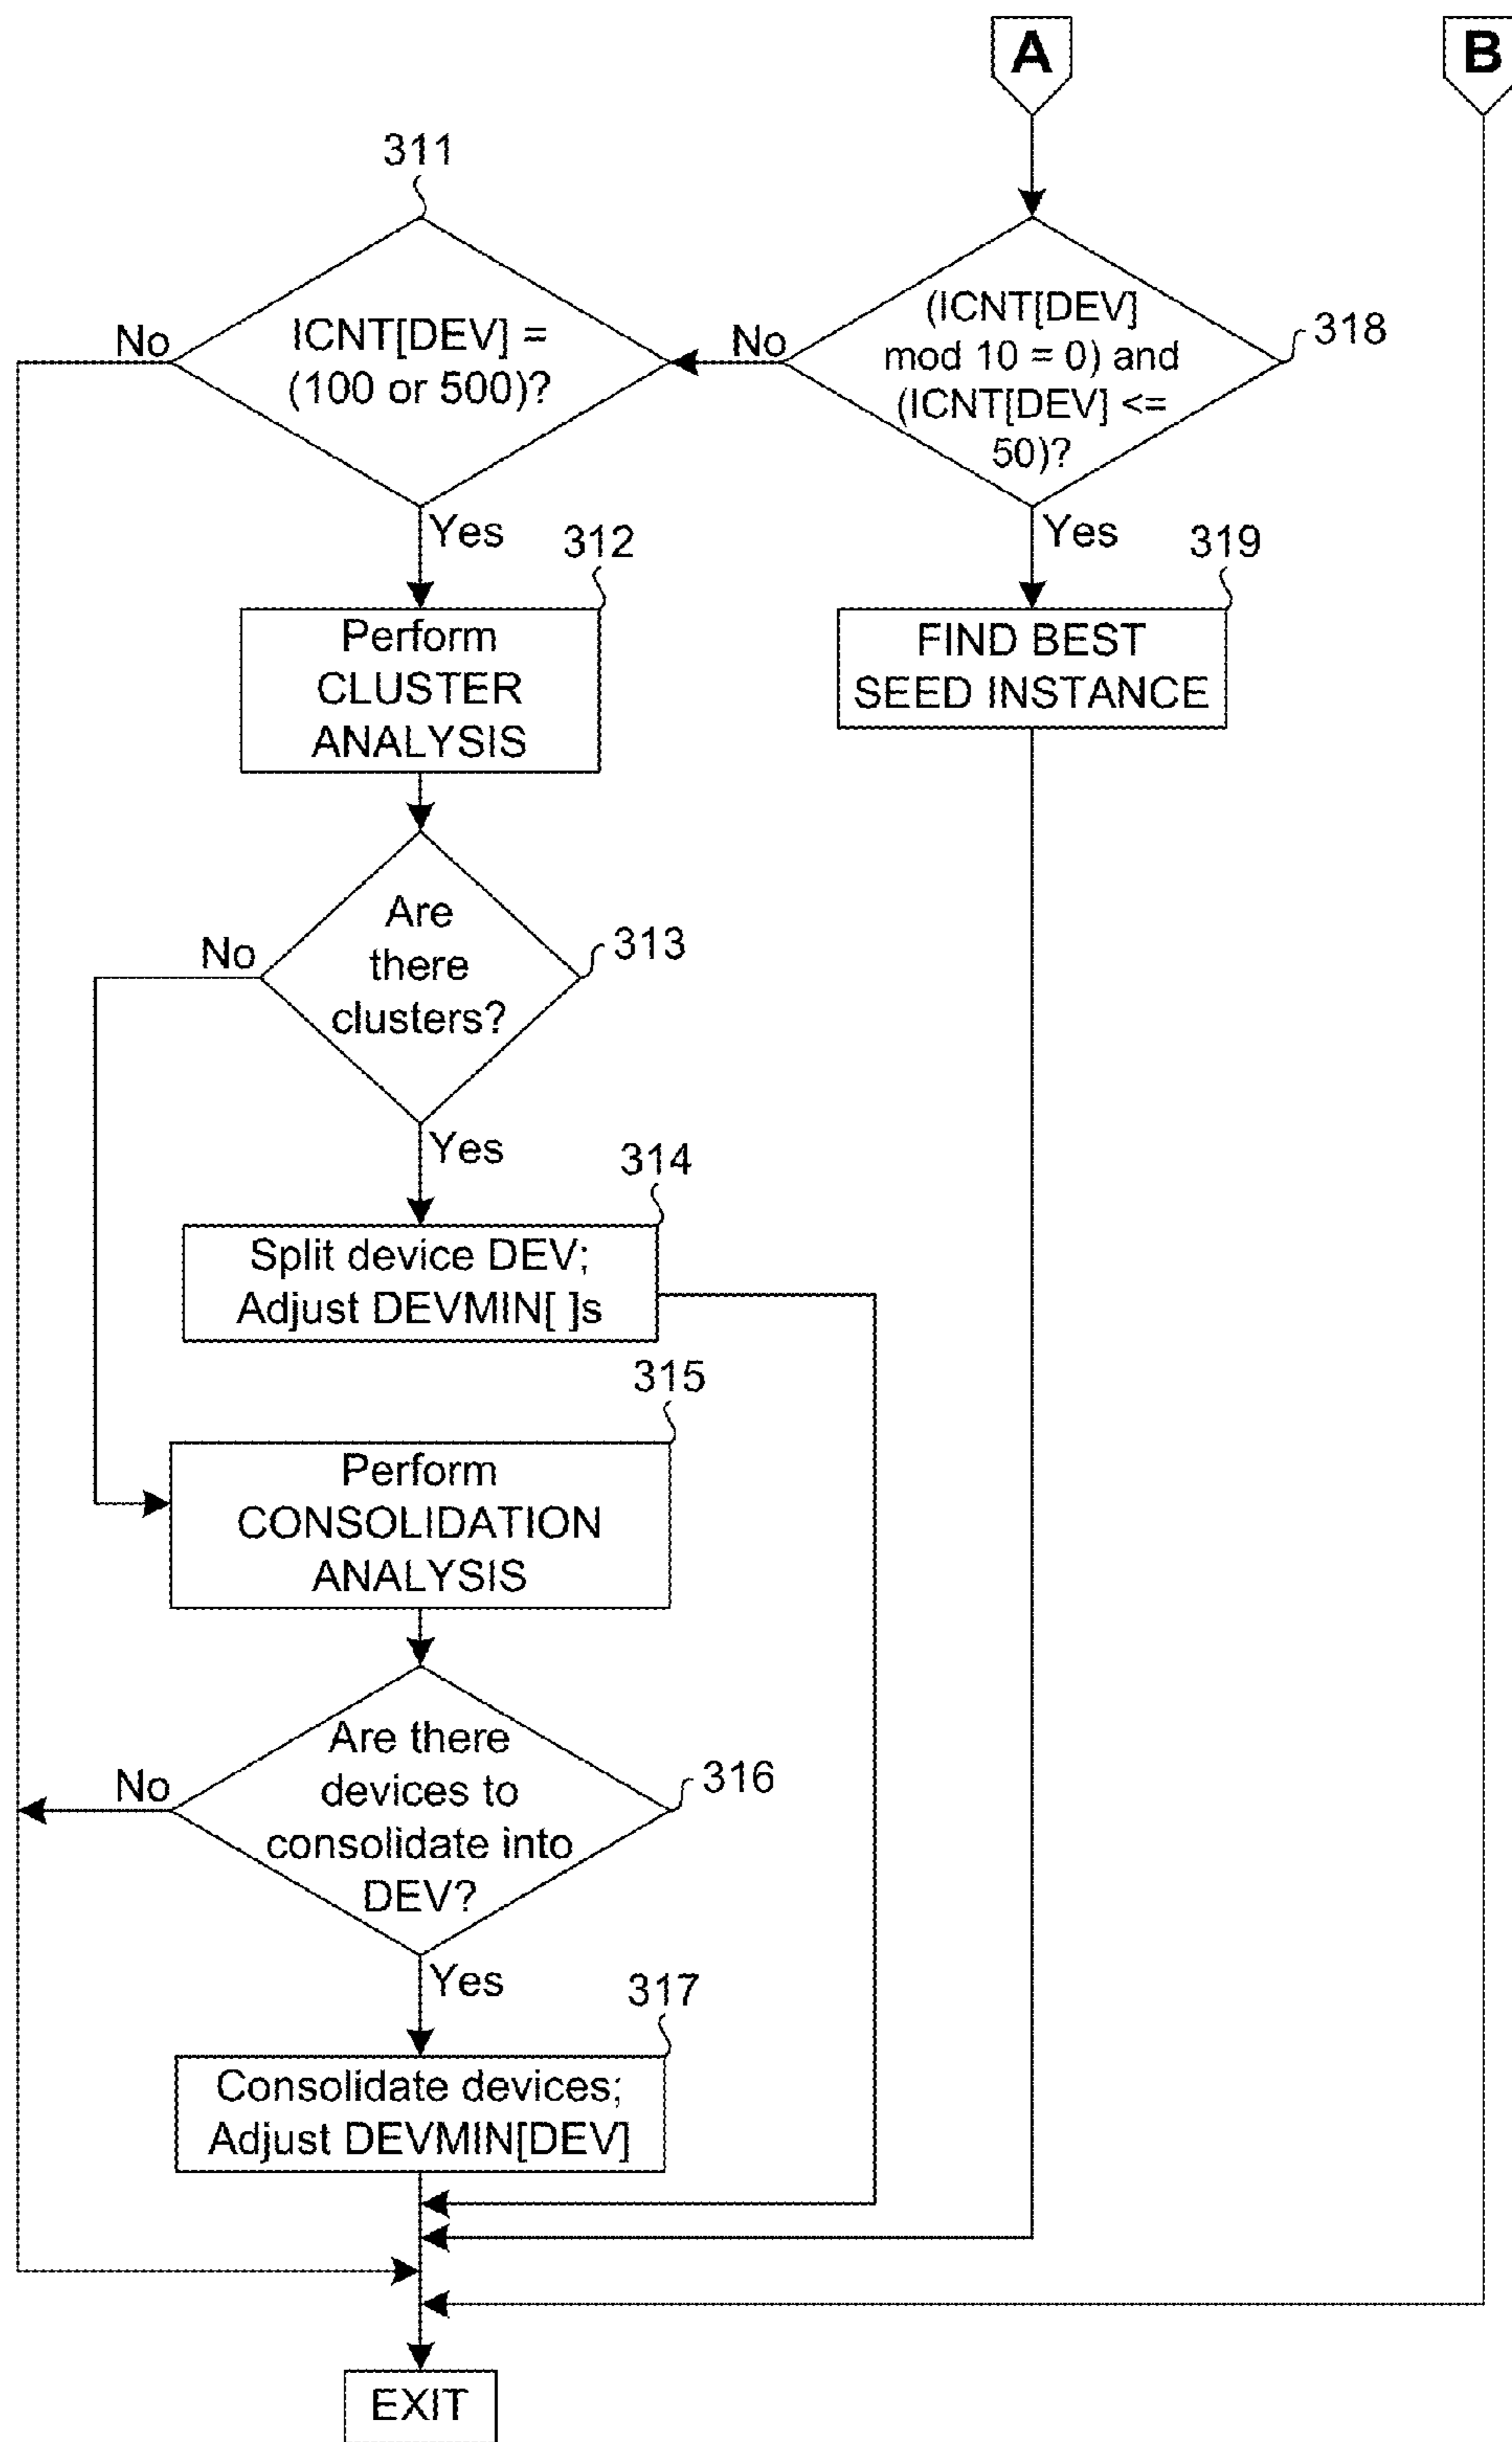 A
B
311
ICNT[DEV] =
(100 or 500)?
No
Yes
(ICNT[DEV]
mod 10 = 0) and
(ICNT[DEV] <=
50)?
318
No
Yes
312
Perform
CLUSTER
ANALYSIS
319
FIND BEST
SEED INSTANCE
Are
there
clusters?
313
No
Yes
314
Split device DEV;
Adjust DEVMIN[ ]s
315
Perform
CONSOLIDATION
ANALYSIS
Are there
devices to
consolidate into
DEV?
316
No
Yes
317
Consolidate devices;
Adjust DEVMIN[DEV]
EXIT